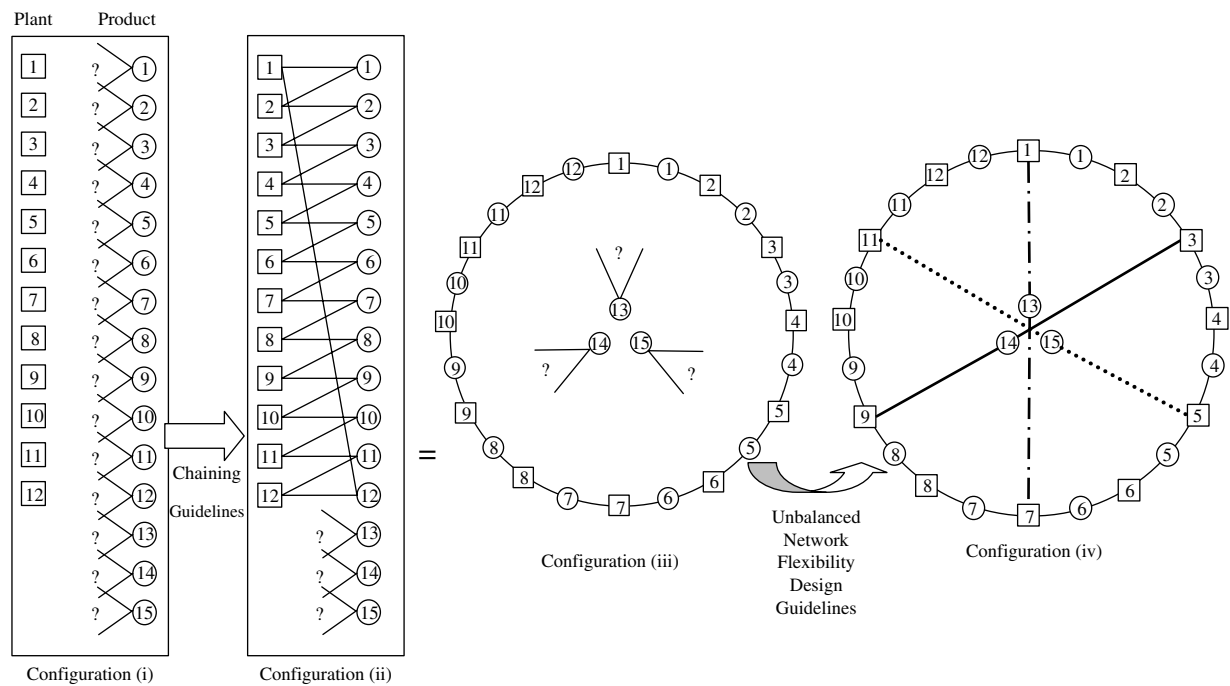 Plant Product
1 ? 1
2 ? 2
3 ? 3
4 ? 4
5 ? 5
6 ? 6
7 ? 7
8 ? 8
9 ? 9
10 ? 10
11 ? 11
12 ? 12
? 13
? 14
? 15
Configuration (i)
Chaining
Guidelines
1 1
2 2
3 3
4 4
5 5
6 6
7 7
8 8
9 9
10 10
11 11
12 12
? 13
? 14
? 15
Configuration (ii)
=
12 1 1
12 2
11 2
11 3
10 3
10 4
9 4
9 5
8 5
8 6
7 7 6
?
13
14 15
? ?
Configuration (iii)
Unbalanced
Network
Flexibility
Design
Guidelines
12 1 1
12 2
11 2
11 3
10 3
10 4
9 4
9 5
8 5
8 6
7 7 6
13
14 15
Configuration (iv)